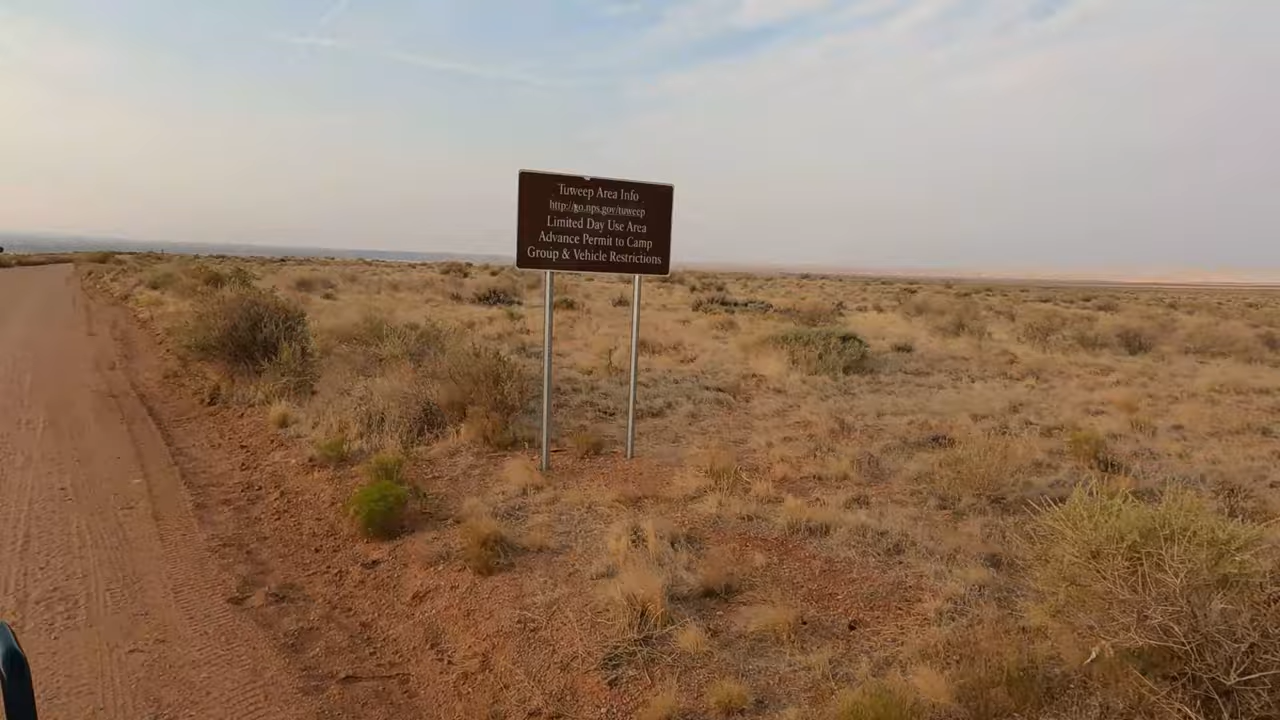 Tuweep Area Info
http://go.nps.gov/tuweep
Limited Day Use Area
Advance Permit to Camp
Group & Vehicle Restrictions